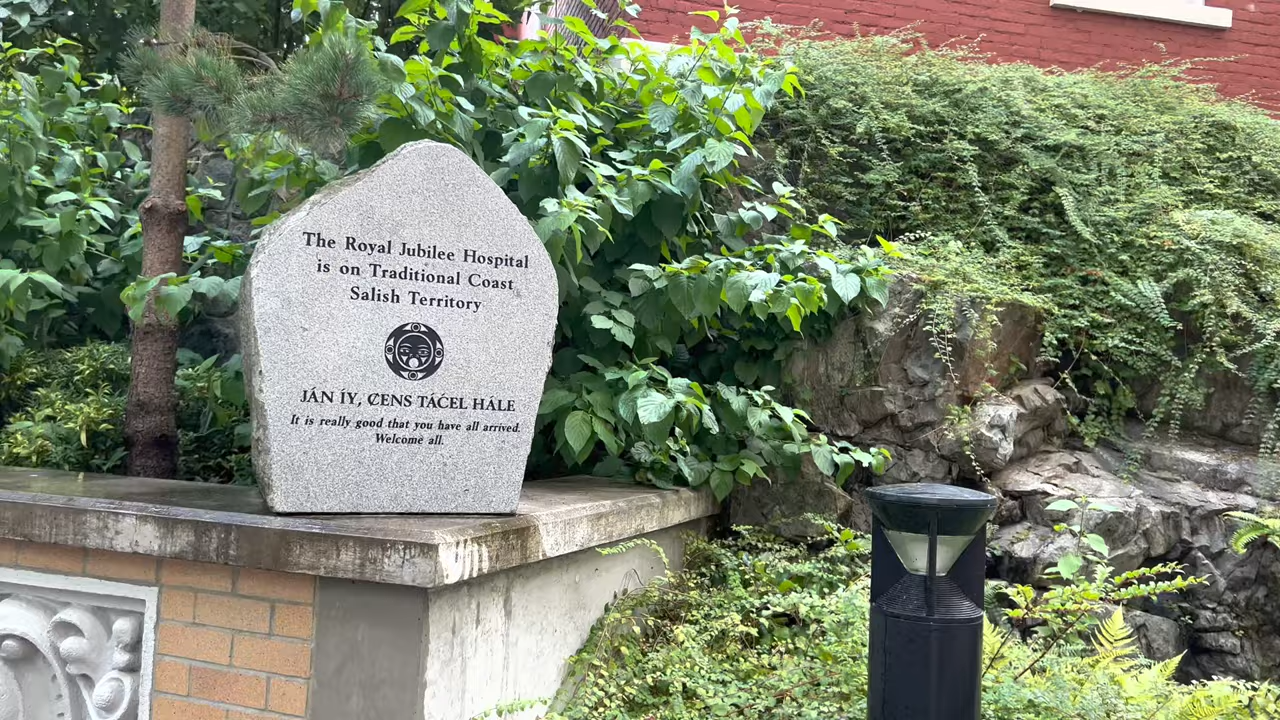 The Royal Jubilee Hospital
is on Traditional Coast
Salish Territory
JÁN ÍY, ȻENS TÁĆEL HÁLE
It is really good that you have all arrived.
Welcome all.